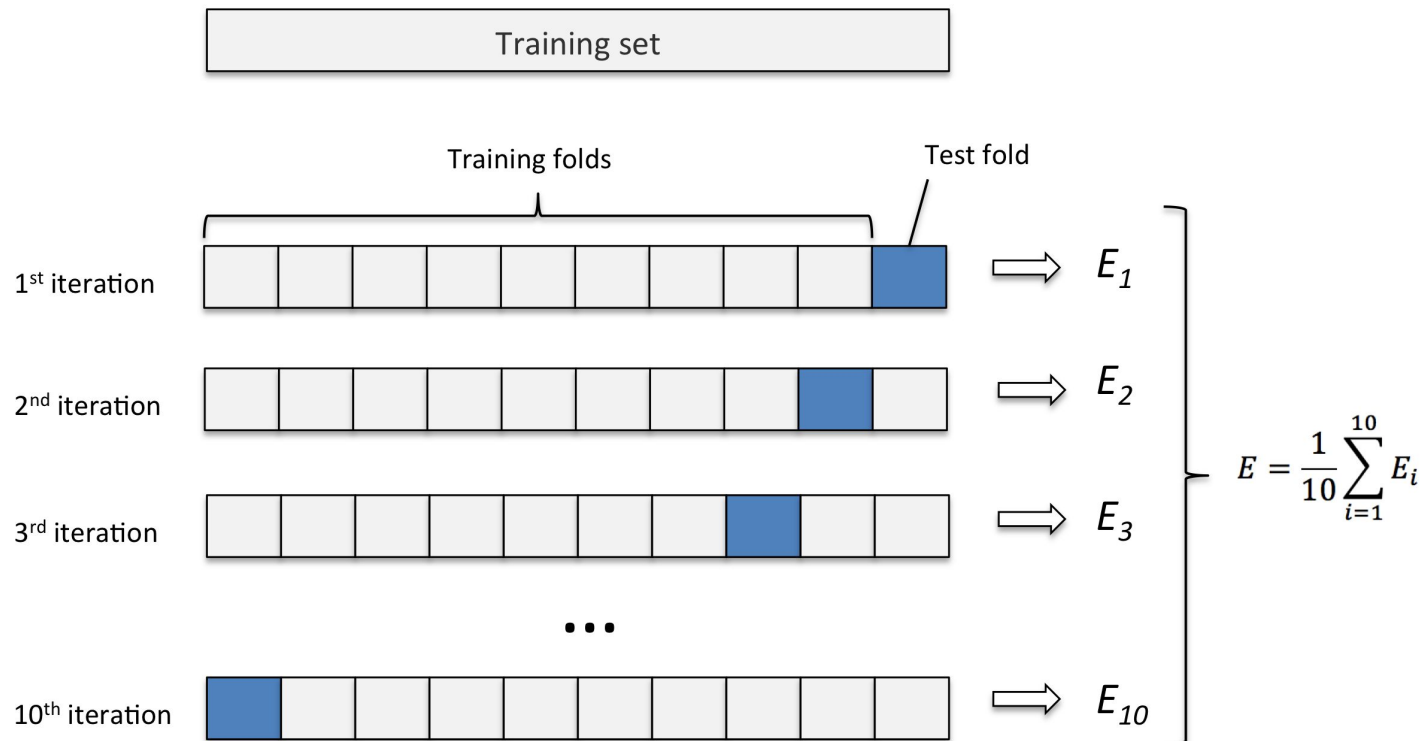 Training set
Training folds
Test fold
1st iteration
E1
2nd iteration
E2
E = 1/10 ∑_{i=1}^{10} E_i
3rd iteration
E3
...
10th iteration
E10